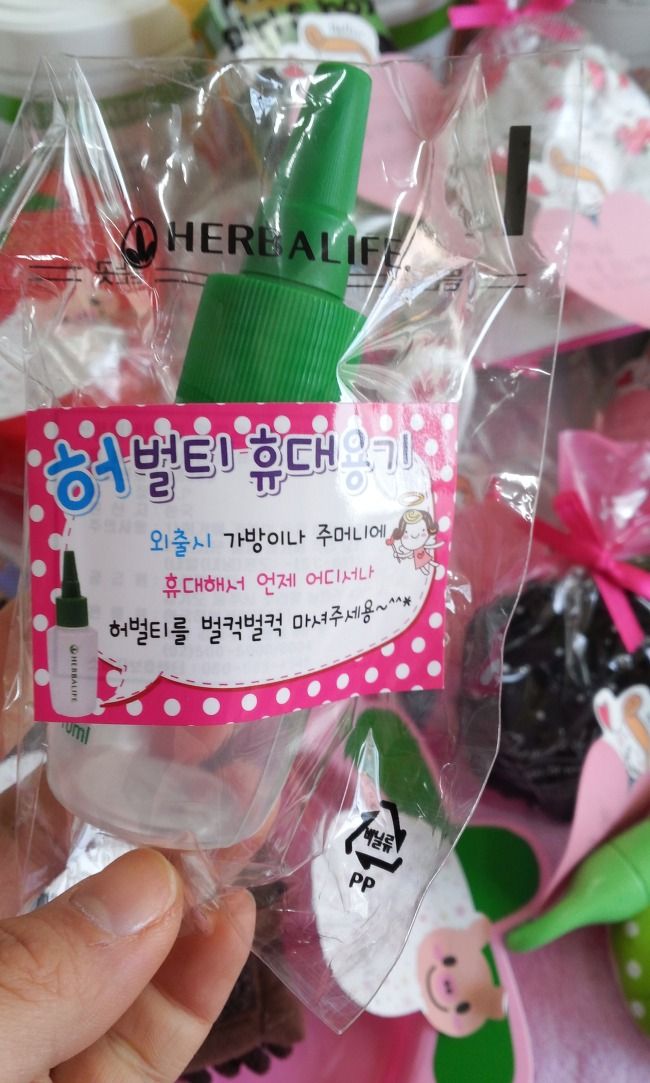 girls
HERBALIFE
허벌티 휴대용기
외출시 가방이나 주머니에
휴대해서 언제 어디서나
허벌티를 벌컥벌컥 마셔주세용~^^*
HERBALIFE
ml
비닐류
PP